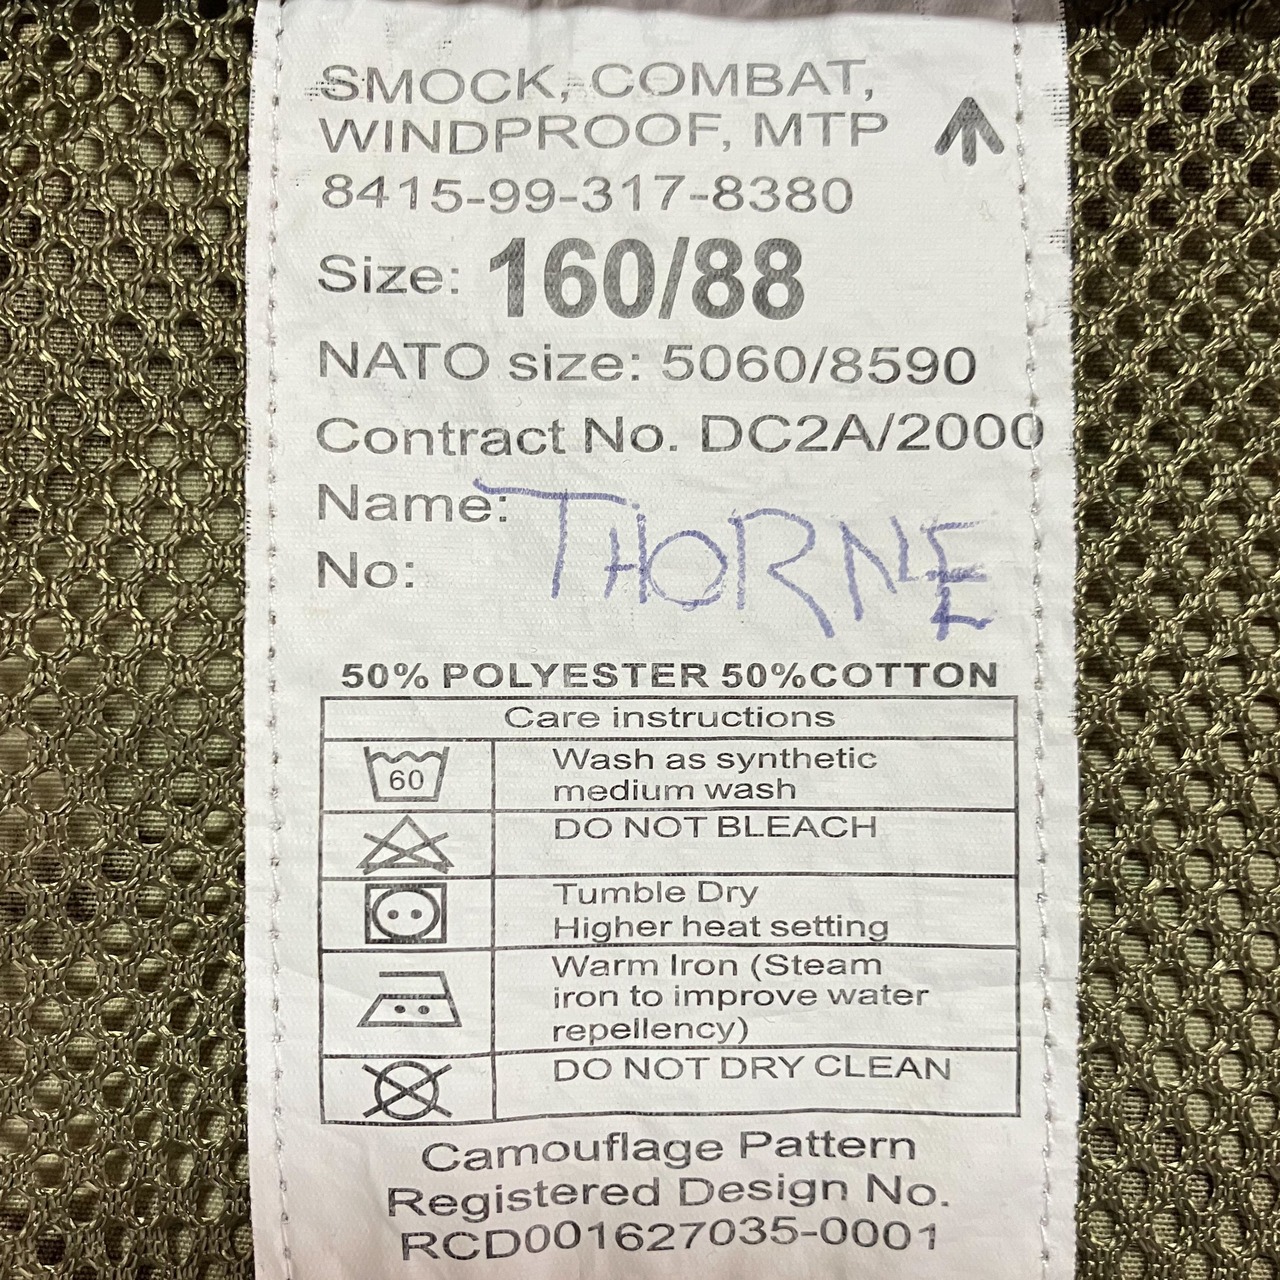 SMOCK, COMBAT,
WINDPROOF, MTP
8415-99-317-8380
Size: 160/88
NATO size: 5060/8590
Contract No. DC2A/2000
Name: THORNE
No:
50% POLYESTER 50%COTTON
Care instructions
60
Wash as synthetic
medium wash
DO NOT BLEACH
Tumble Dry
Higher heat setting
Warm Iron (Steam
iron to improve water
repellency)
DO NOT DRY CLEAN
Camouflage Pattern
Registered Design No.
RCD001627035-0001